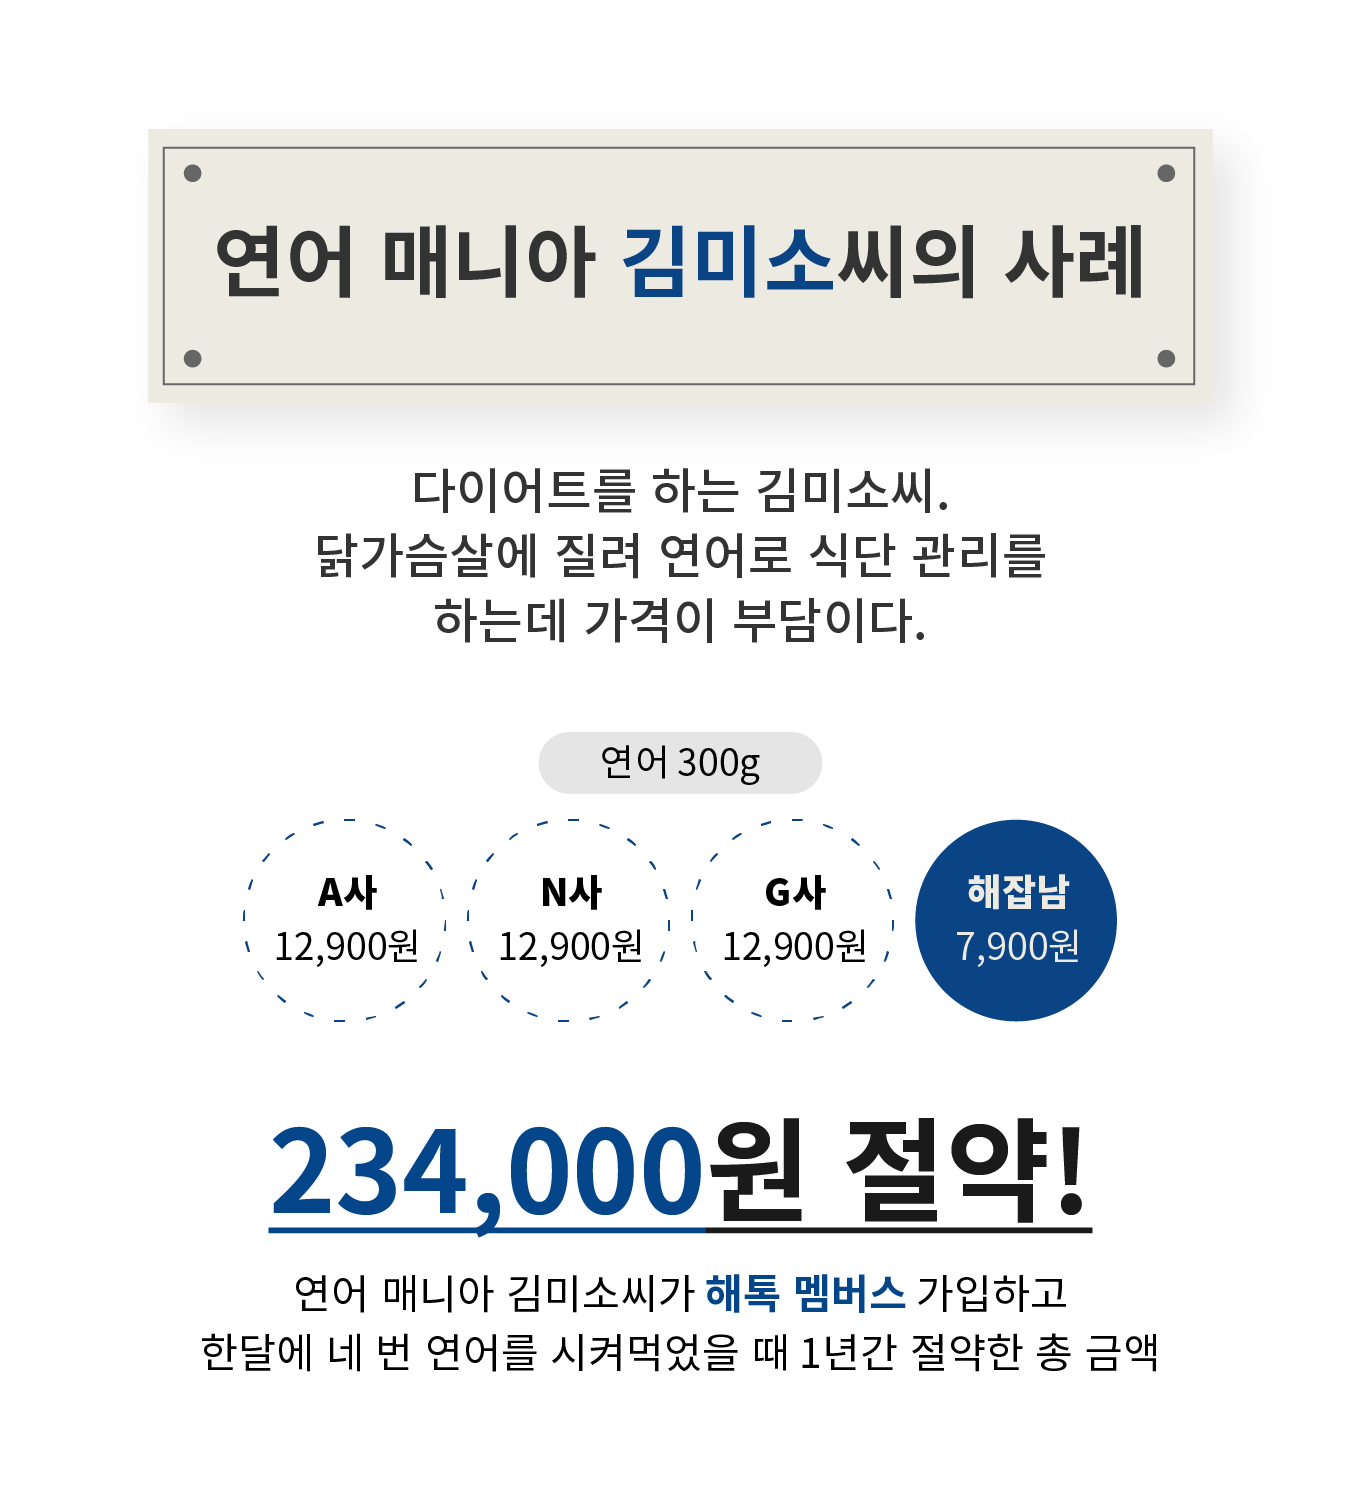 연어 매니아 김미소씨의 사례
다이어트를 하는 김미소씨.
닭가슴살에 질려 연어로 식단 관리를
하는데 가격이 부담이다.
연어 300g
A사
12,900원
N사
12,900원
G사
12,900원
해잡남
7,900원
234,000원 절약!
연어 매니아 김미소씨가 해톡 멤버스 가입하고
한달에 네 번 연어를 시켜먹었을 때 1년간 절약한 총 금액